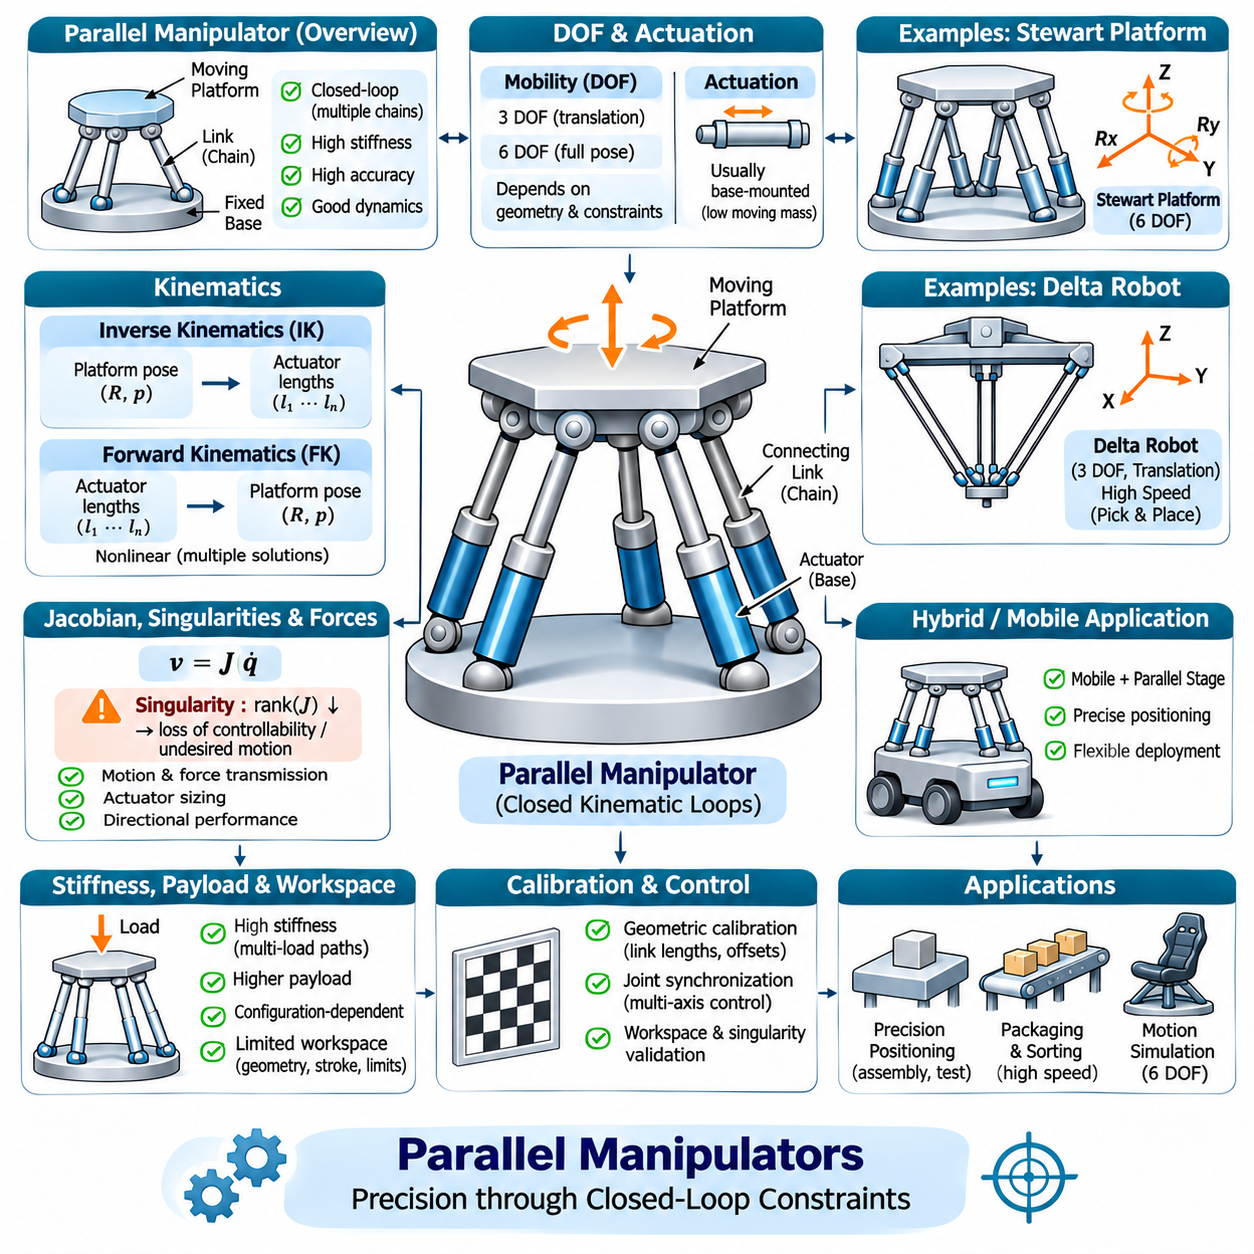 Parallel Manipulator (Overview)
Moving
Platform
Link
(Chain)
Fixed
Base
Closed-loop
(multiple chains)
High stiffness
High accuracy
Good dynamics
DOF & Actuation
Mobility (DOF)
3 DOF (translation)
6 DOF (full pose)
Depends on
geometry & constraints
Actuation
Usually
base-mounted
(low moving mass)
Examples: Stewart Platform
Z
Rx
Ry
Y
Stewart Platform
(6 DOF)
Kinematics
Inverse Kinematics (IK)
Platform pose
(R, p)
Actuator
lengths
(l₁ ⋯ lₙ)
Forward Kinematics (FK)
Actuator
lengths
(l₁ ⋯ lₙ)
Platform pose
(R, p)
Nonlinear (multiple solutions)
Moving
Platform
Connecting
Link
(Chain)
Actuator
(Base)
Parallel Manipulator
(Closed Kinematic Loops)
Examples: Delta Robot
Z
Y
X
Delta Robot
(3 DOF, Translation)
High Speed
(Pick & Place)
Jacobian, Singularities & Forces
v = J q̇
Singularity : rank(J) ↓
→ loss of controllability /
undesired motion
Motion & force transmission
Actuator sizing
Directional performance
Hybrid / Mobile Application
Mobile + Parallel Stage
Precise positioning
Flexible deployment
Stiffness, Payload & Workspace
Load
High stiffness
(multi-load paths)
Higher payload
Configuration-dependent
Limited workspace
(geometry, stroke, limits)
Calibration & Control
Geometric calibration
(link lengths, offsets)
Joint synchronization
(multi-axis control)
Workspace & singularity
validation
Applications
Precision
Positioning
(assembly, test)
Packaging
& Sorting
(high speed)
Motion
Simulation
(6 DOF)
Parallel Manipulators
Precision through Closed-Loop Constraints